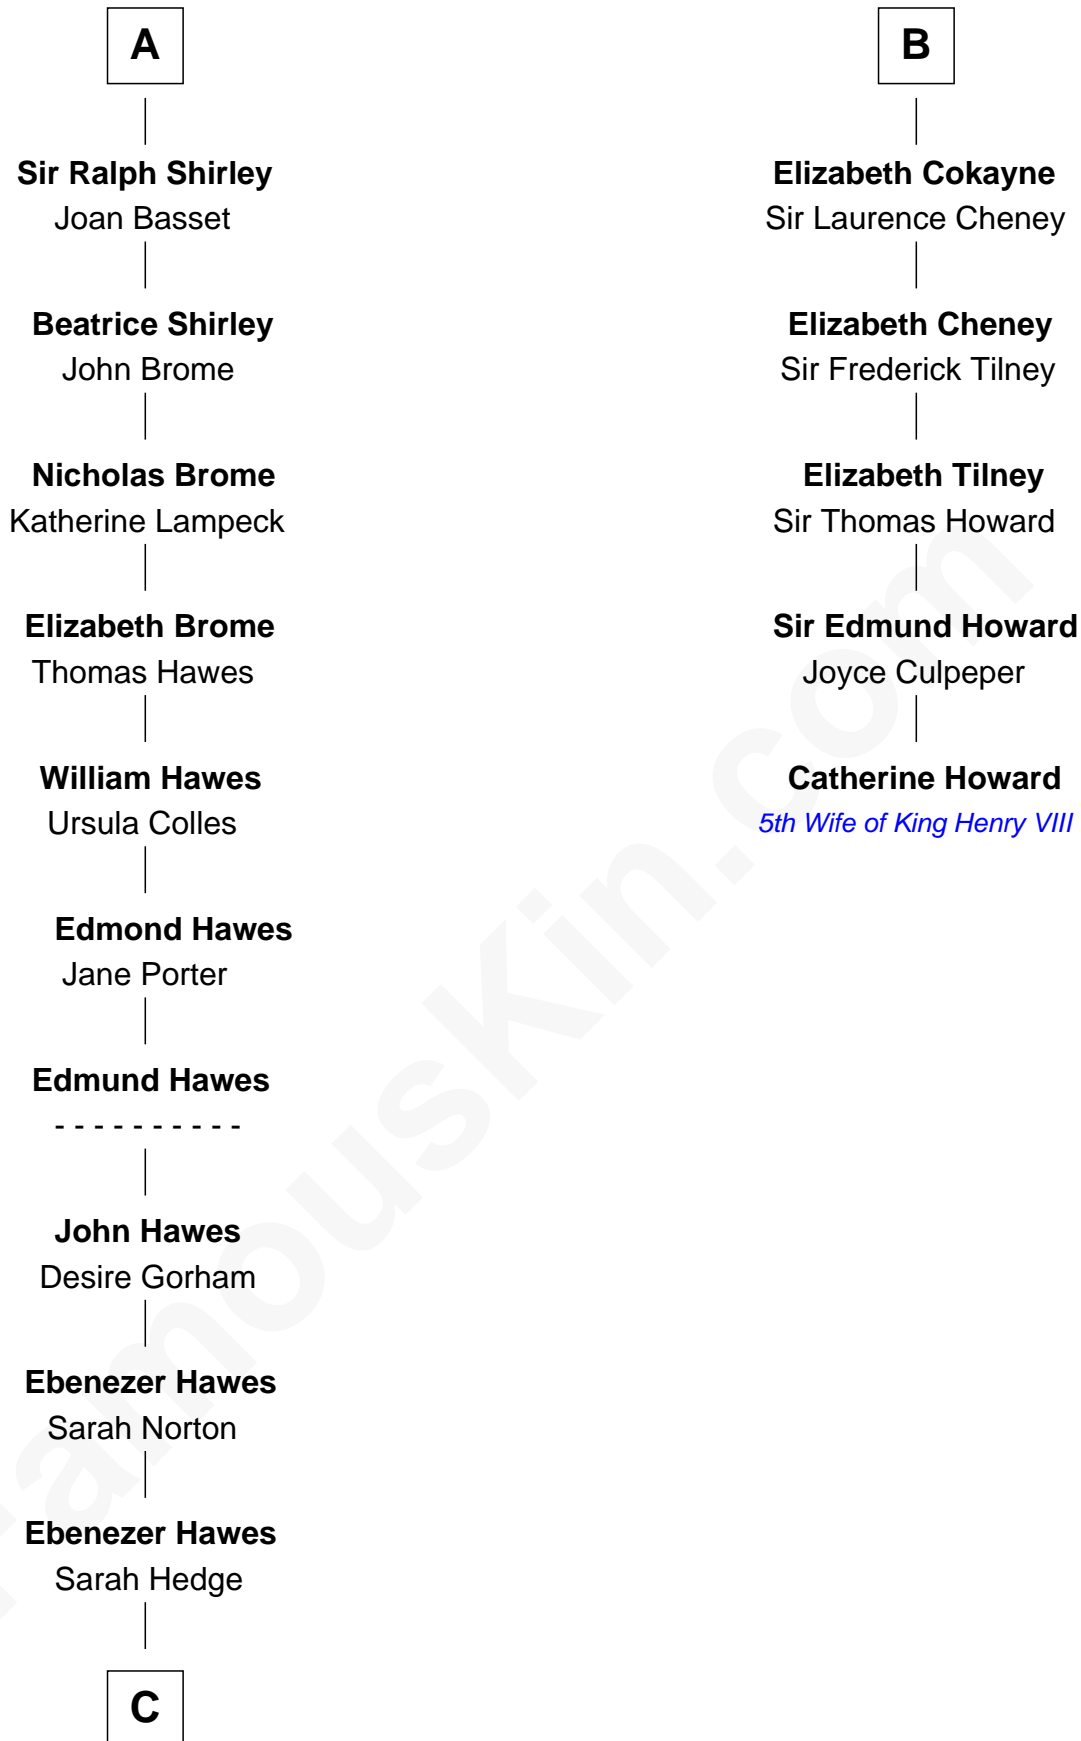 A
Sir Ralph Shirley
Joan Basset
Beatrice Shirley
John Brome
Nicholas Brome
Katherine Lampeck
Elizabeth Brome
Thomas Hawes
William Hawes
Ursula Colles
Edmond Hawes
Jane Porter
Edmund Hawes
- - - - - - - - - -
John Hawes
Desire Gorham
Ebenezer Hawes
Sarah Norton
Ebenezer Hawes
Sarah Hedge
C
B
Elizabeth Cokayne
Sir Laurence Cheney
Elizabeth Cheney
Sir Frederick Tilney
Elizabeth Tilney
Sir Thomas Howard
Sir Edmund Howard
Joyce Culpeper
Catherine Howard
5th Wife of King Henry VIII
FamousKin.com